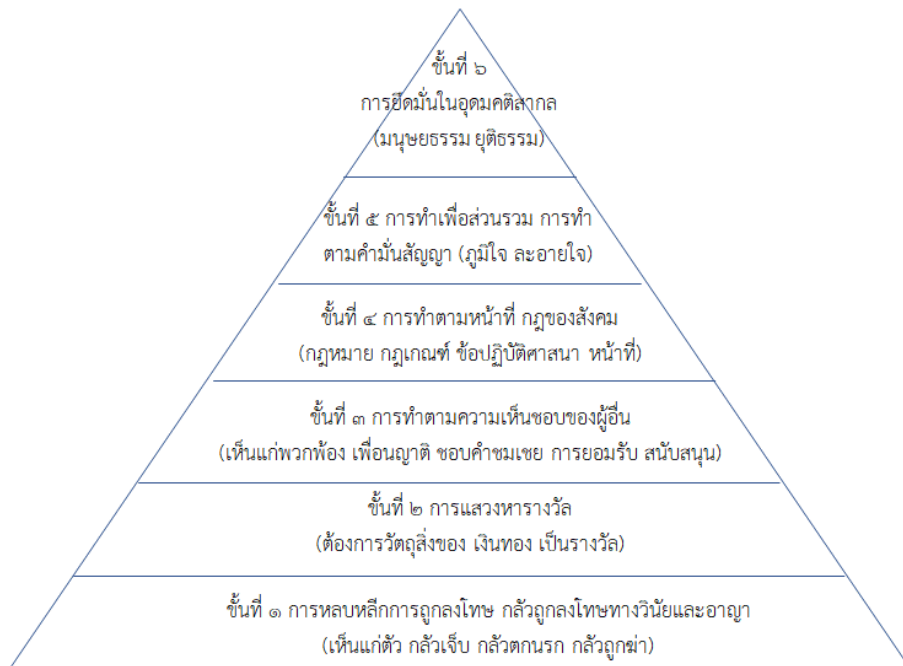 ขั้นที่ ๖
การยึดมั่นในอุดมคติสากล
(มนุษยธรรม ยุติธรรม)
ขั้นที่ ๕ การทำเพื่อส่วนรวม การทำ
ตามคำมั่นสัญญา (ภูมิใจ ละอายใจ)
ขั้นที่ ๔ การทำตามหน้าที่ กฎของสังคม
(กฎหมาย กฎเกณฑ์ ข้อปฏิบัติศาสนา หน้าที่)
ขั้นที่ ๓ การทำตามความเห็นชอบของผู้อื่น
(เห็นแก่พวกพ้อง เพื่อนญาติ ชอบคำชมเชย การยอมรับ สนับสนุน)
ขั้นที่ ๒ การแสวงหารางวัล
(ต้องการวัตถุสิ่งของ เงินทอง เป็นรางวัล)
ขั้นที่ ๑ การหลบหลีกการถูกลงโทษ กลัวถูกลงโทษทางวินัยและอาญา
(เห็นแก่ตัว กลัวเจ็บ กลัวตกนรก กลัวถูกฆ่า)